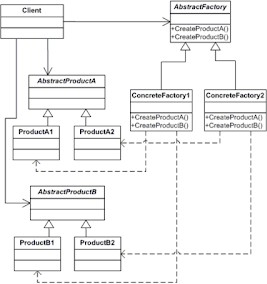 Client
AbstractFactory
+CreateProductA()
+CreateProductB()
AbstractProductA
ProductA1
ProductA2
ConcreteFactory1
+CreateProductA()
+CreateProductB()
ConcreteFactory2
+CreateProductA()
+CreateProductB()
AbstractProductB
ProductB1
ProductB2